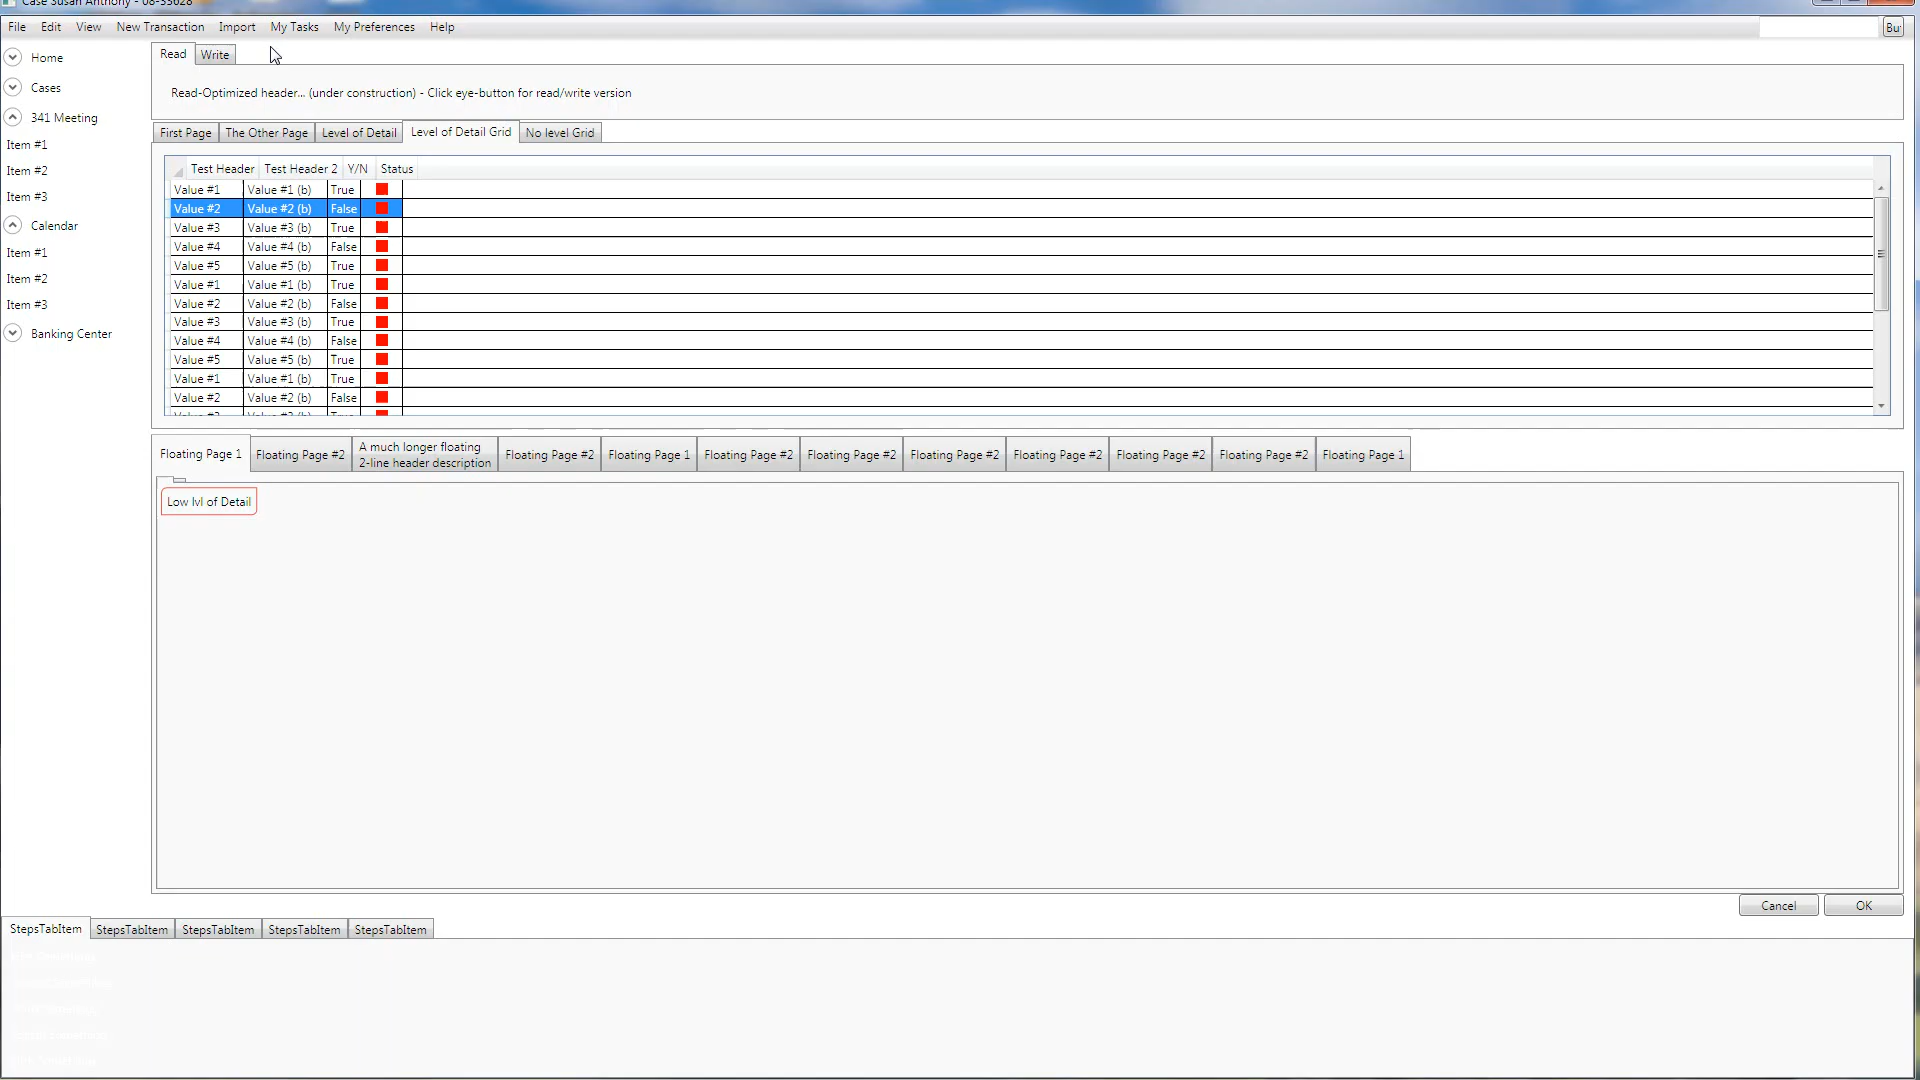 Case Susan Anthony - 08-35628
File Edit View New Transaction Import My Tasks My Preferences Help
Bu
Home
Cases
341 Meeting
Item #1
Item #2
Item #3
Calendar
Item #1
Item #2
Item #3
Banking Center
Read Write
Read-Optimized header... (under construction) - Click eye-button for read/write version
First Page The Other Page Level of Detail Level of Detail Grid No level Grid
Test Header Test Header 2 Y/N Status
Value #1 Value #1 (b) True
Value #2 Value #2 (b) False
Value #3 Value #3 (b) True
Value #4 Value #4 (b) False
Value #5 Value #5 (b) True
Value #1 Value #1 (b) True
Value #2 Value #2 (b) False
Value #3 Value #3 (b) True
Value #4 Value #4 (b) False
Value #5 Value #5 (b) True
Value #1 Value #1 (b) True
Value #2 Value #2 (b) False
Floating Page 1 Floating Page #2 A much longer floating
2-line header description
Floating Page #2 Floating Page 1 Floating Page #2 Floating Page #2 Floating Page #2 Floating Page #2 Floating Page #2 Floating Page #2 Floating Page 1
Low lvl of Detail
Cancel OK
StepsTabItem StepsTabItem StepsTabItem StepsTabItem StepsTabItem